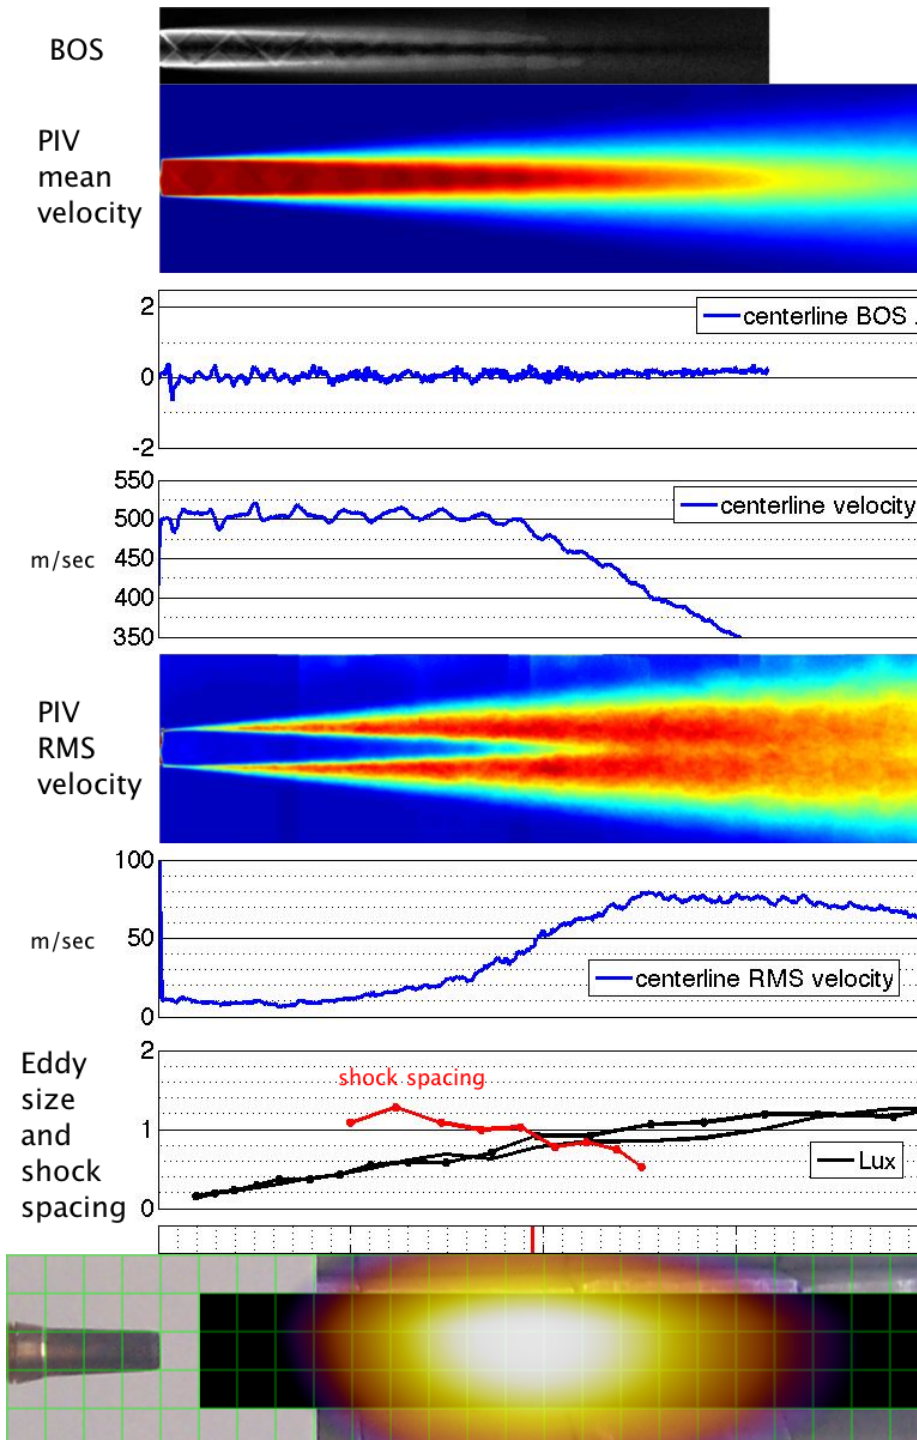 BOS
PIV
mean
velocity
2
centerline BOS .
0
-2
550
centerline velocity
500
m/sec
450
400
350
PIV
RMS
velocity
100
m/sec
50
centerline RMS velocity
0
Eddy
size
and
shock
spacing
2
shock spacing
1
Lux
0